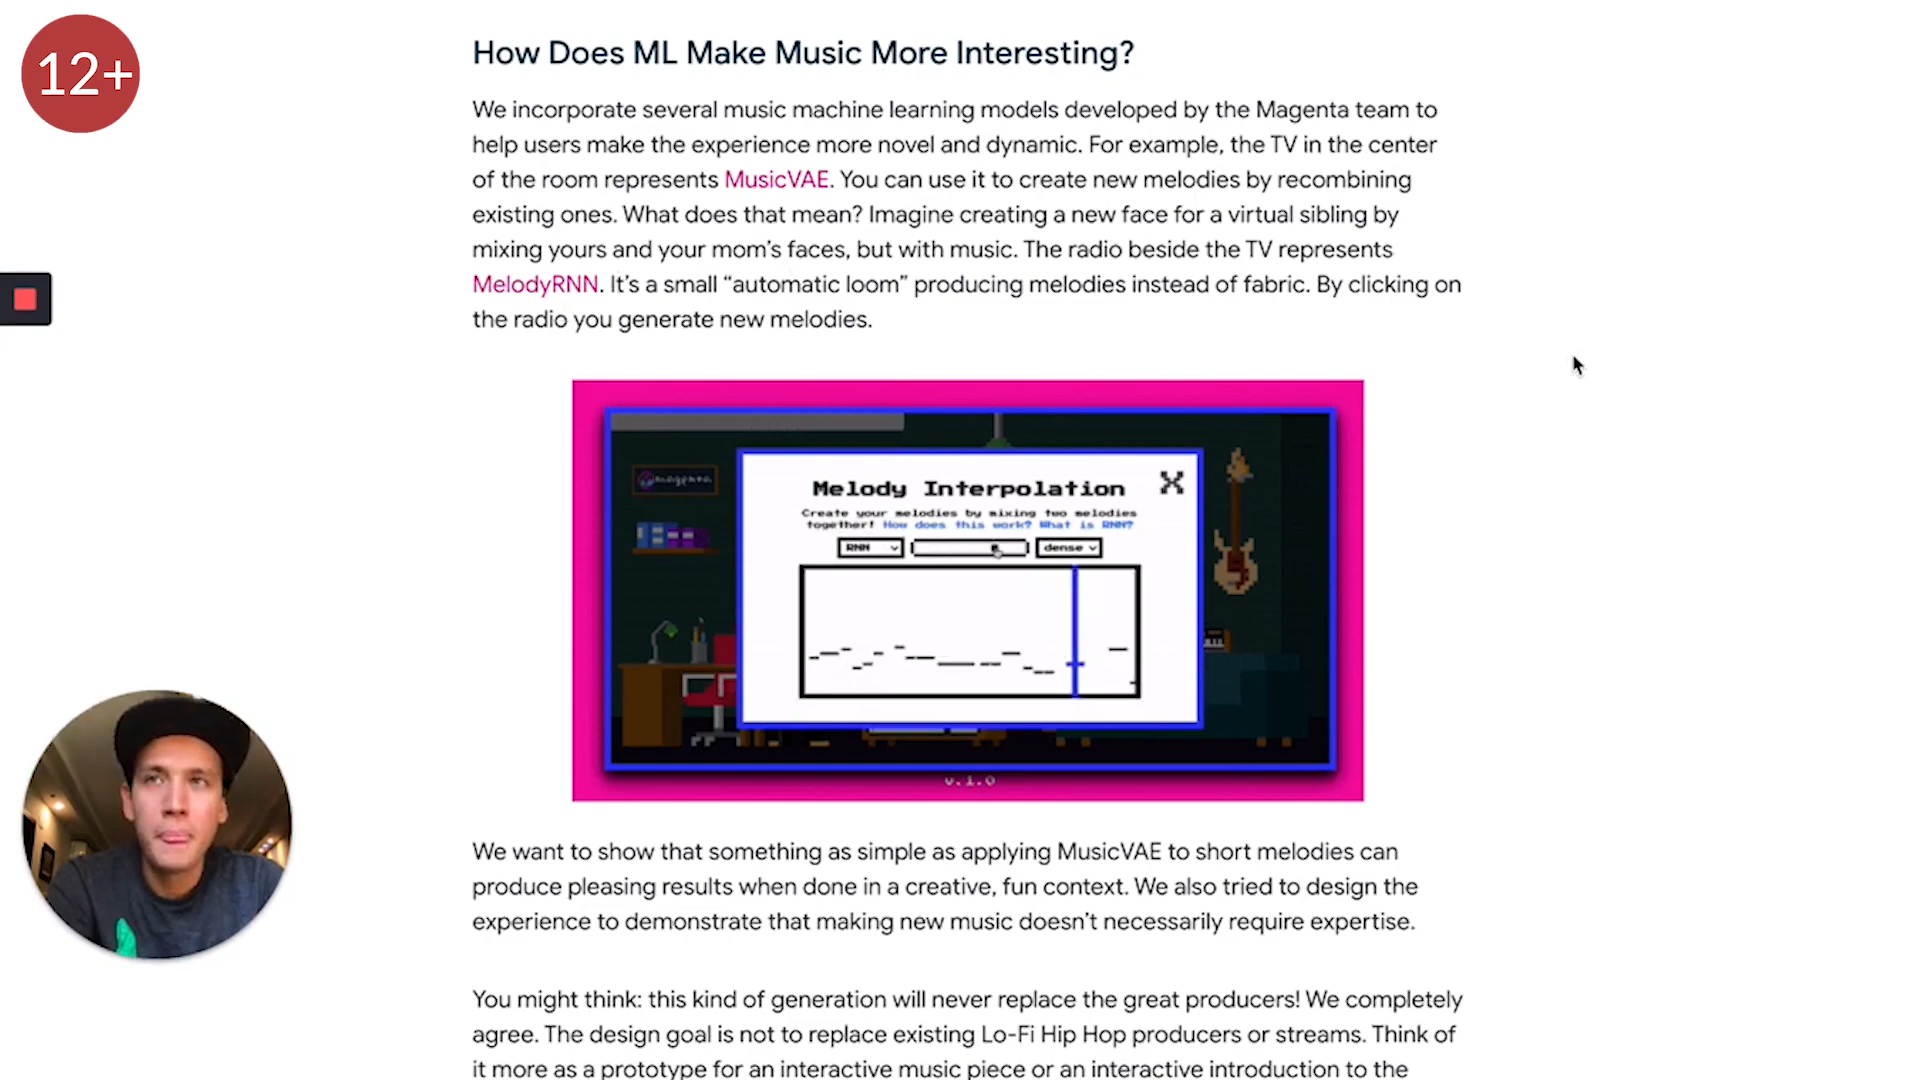 12+
How Does ML Make Music More Interesting?
We incorporate several music machine learning models developed by the Magenta team to
help users make the experience more novel and dynamic. For example, the TV in the center
of the room represents MusicVAE. You can use it to create new melodies by recombining
existing ones. What does that mean? Imagine creating a new face for a virtual sibling by
mixing yours and your mom's faces, but with music. The radio beside the TV represents
MelodyRNN. It's a small “automatic loom” producing melodies instead of fabric. By clicking on
the radio you generate new melodies.
magenta
Melody Interpolation
Create your melodies by mixing two melodies
together! How does this work? What is RNN?
RNN
dense
v.1.0
We want to show that something as simple as applying MusicVAE to short melodies can
produce pleasing results when done in a creative, fun context. We also tried to design the
experience to demonstrate that making new music doesn't necessarily require expertise.
You might think: this kind of generation will never replace the great producers! We completely
agree. The design goal is not to replace existing Lo-Fi Hip Hop producers or streams. Think of
it more as a prototype for an interactive music piece or an interactive introduction to the